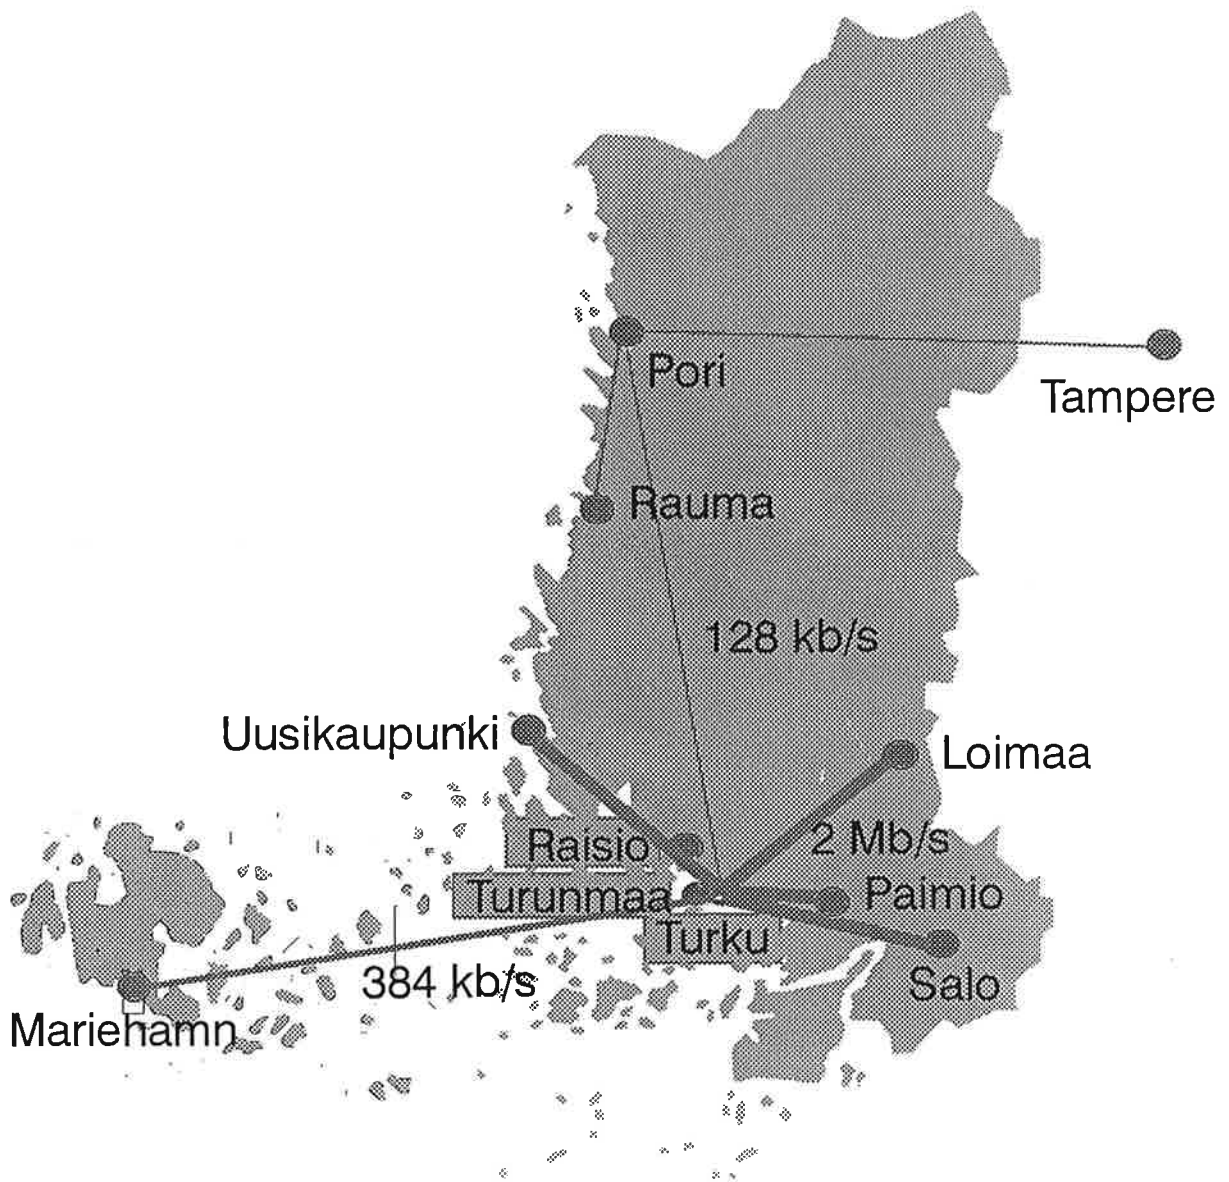 Pori
Tampere
Rauma
128 kb/s
Uusikaupunki
Loimaa
2 Mb/s
Raisio
Turunmaa
Paimio
Turku
Salo
384 kb/s
Mariehamn